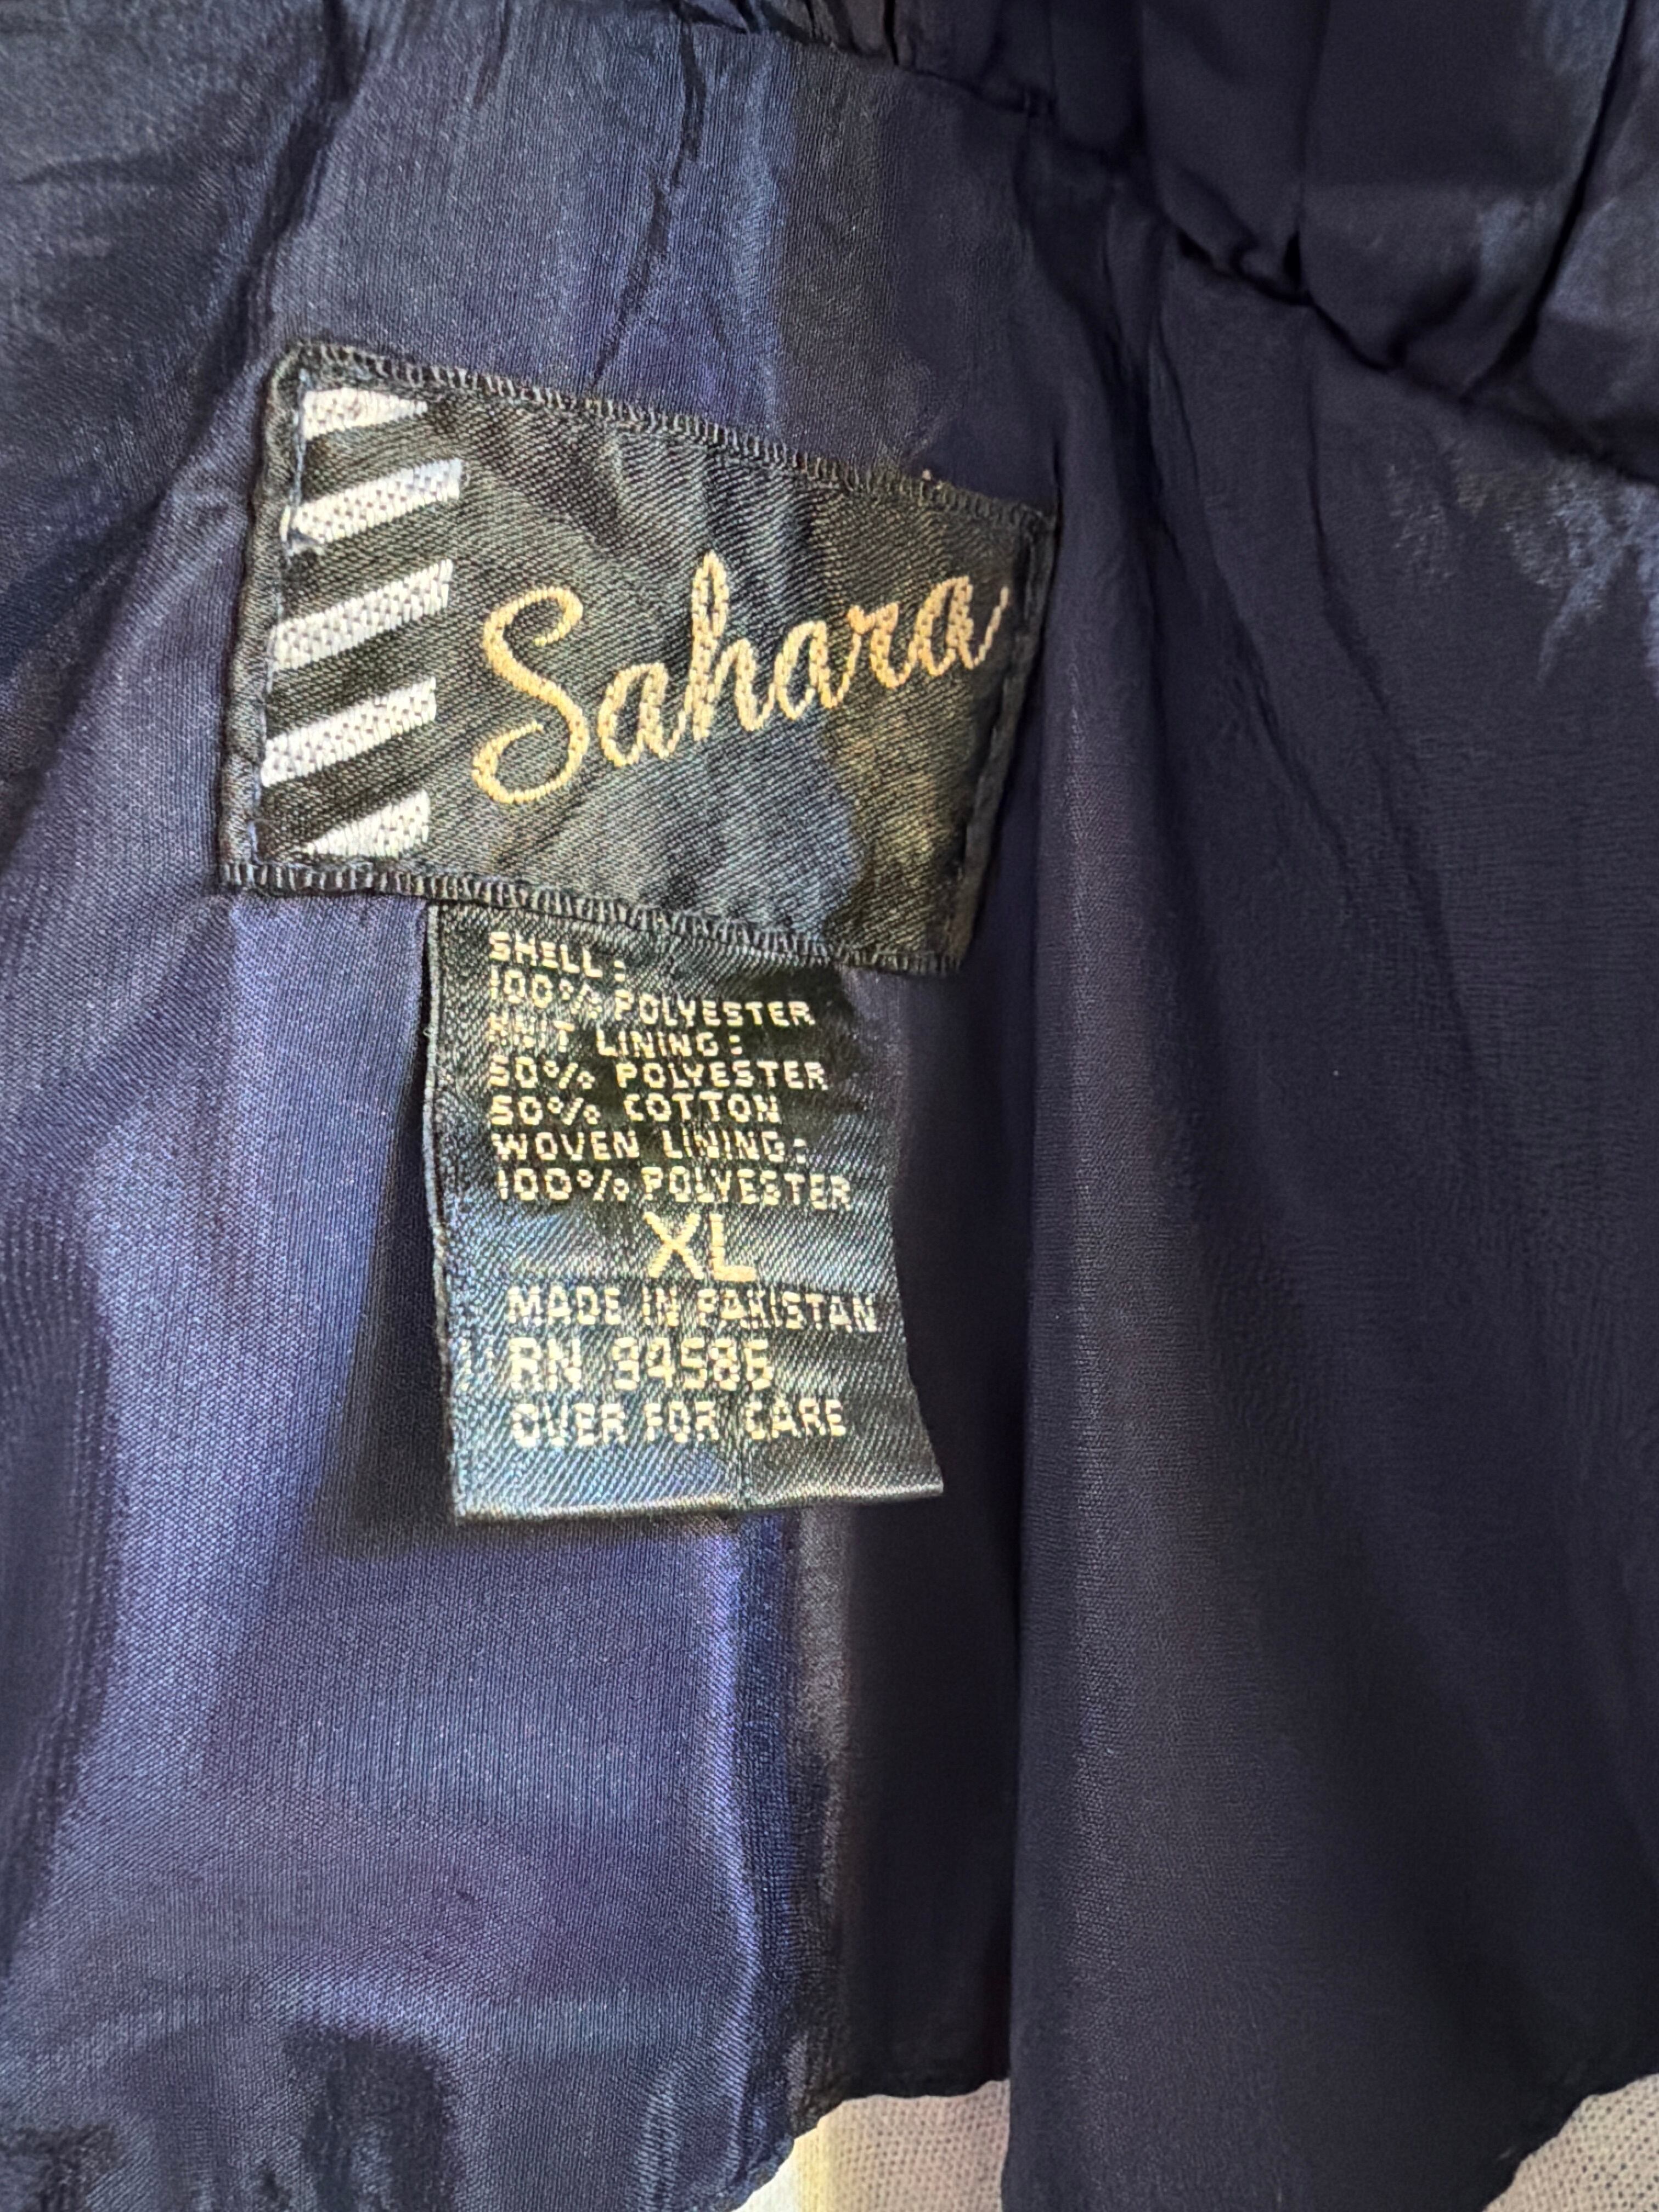 Sahara
SHELL:
100% POLYESTER
KNIT LINING:
50% POLYESTER
50% COTTON
WOVEN LINING:
100% POLYESTER
XL
MADE IN PAKISTAN
RN 94586
OVER FOR CARE